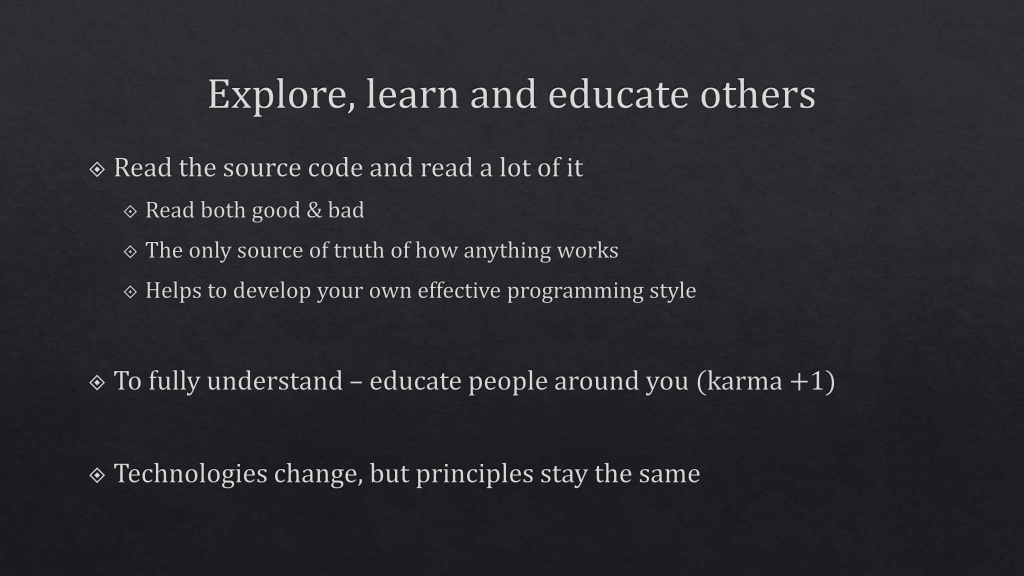 Explore, learn and educate others
Read the source code and read a lot of it
Read both good & bad
The only source of truth of how anything works
Helps to develop your own effective programming style
To fully understand – educate people around you (karma +1)
Technologies change, but principles stay the same